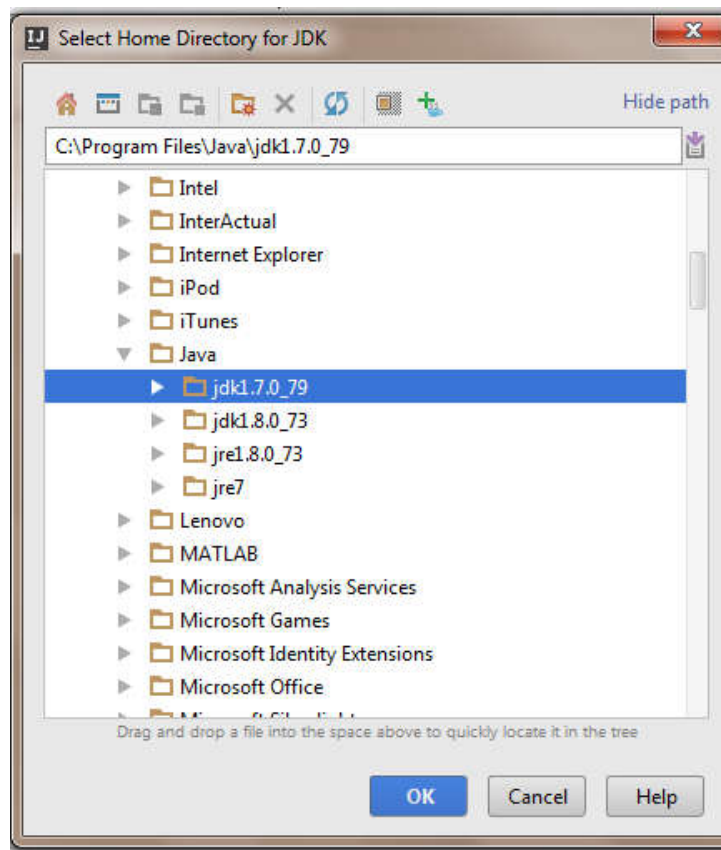 IJ Select Home Directory for JDK
Hide path
C:\Program Files\Java\jdk1.7.0_79
Intel
InterActual
Internet Explorer
iPod
iTunes
Java
jdk1.7.0_79
jdk1.8.0_73
jre1.8.0_73
jre7
Lenovo
MATLAB
Microsoft Analysis Services
Microsoft Games
Microsoft Identity Extensions
Microsoft Office
Drag and drop a file into the space above to quickly locate it in the tree
OK Cancel Help